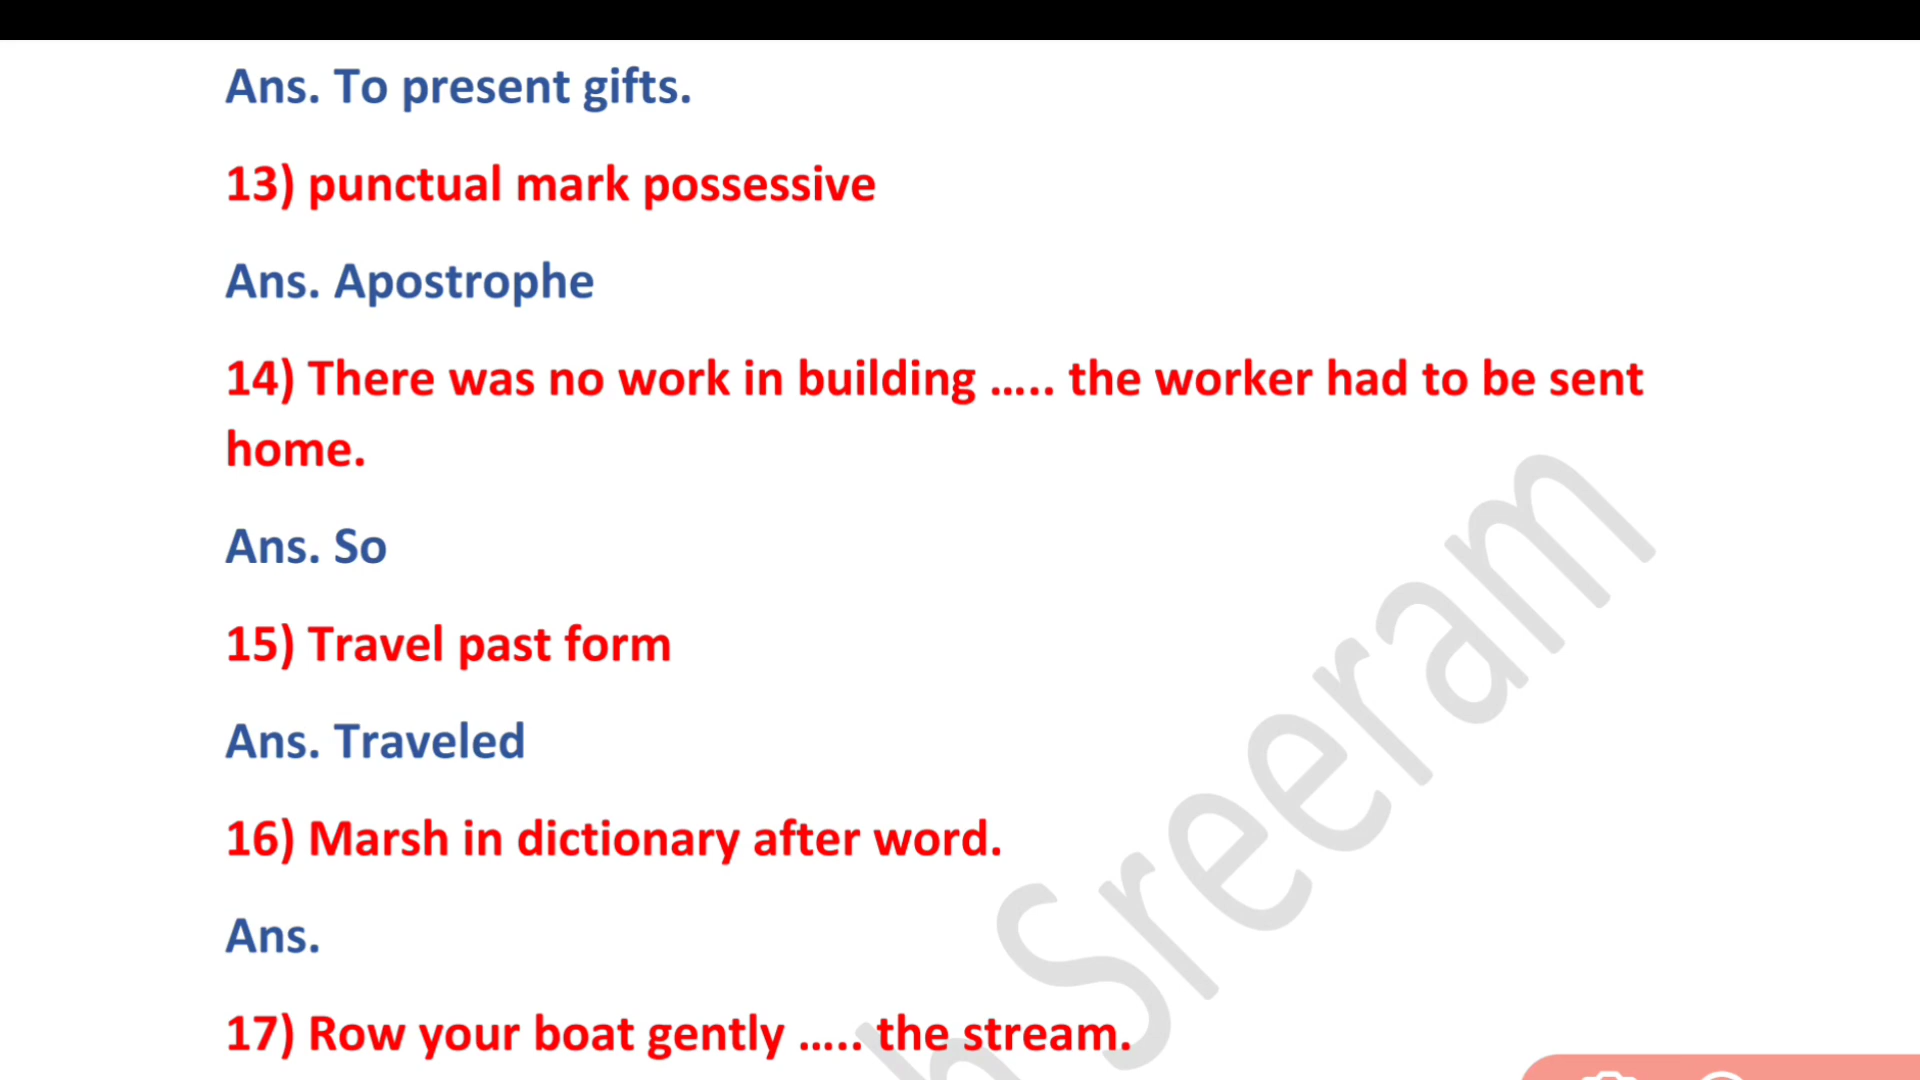 Ans. To present gifts.
13) punctual mark possessive
Ans. Apostrophe
14) There was no work in building ..... the worker had to be sent
home.
Ans. So
15) Travel past form
Ans. Traveled
16) Marsh in dictionary after word.
Ans.
17) Row your boat gently ..... the stream.
Sreeram